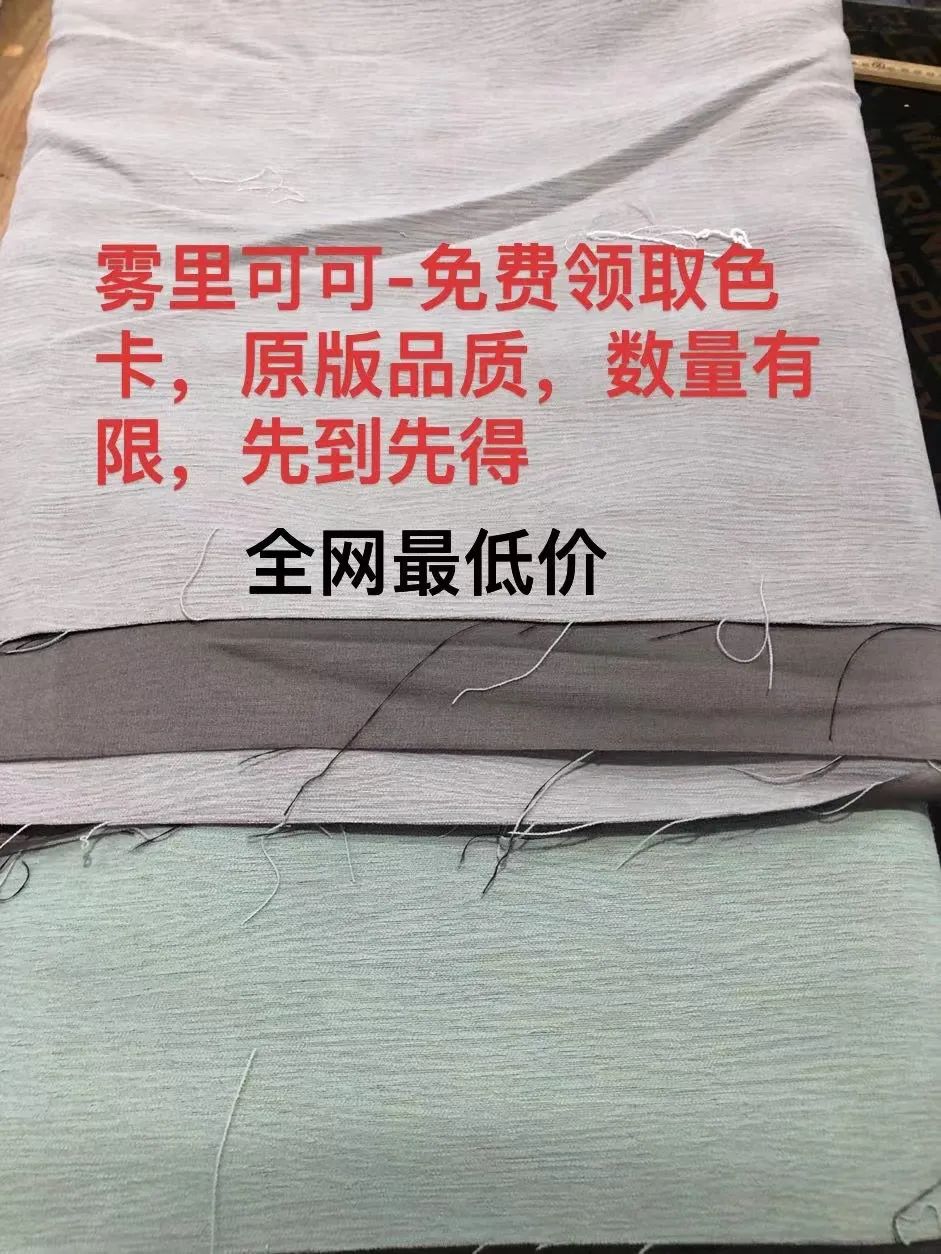 雾里可可-免费领取色
卡，原版品质，数量有
限，先到先得
全网最低价